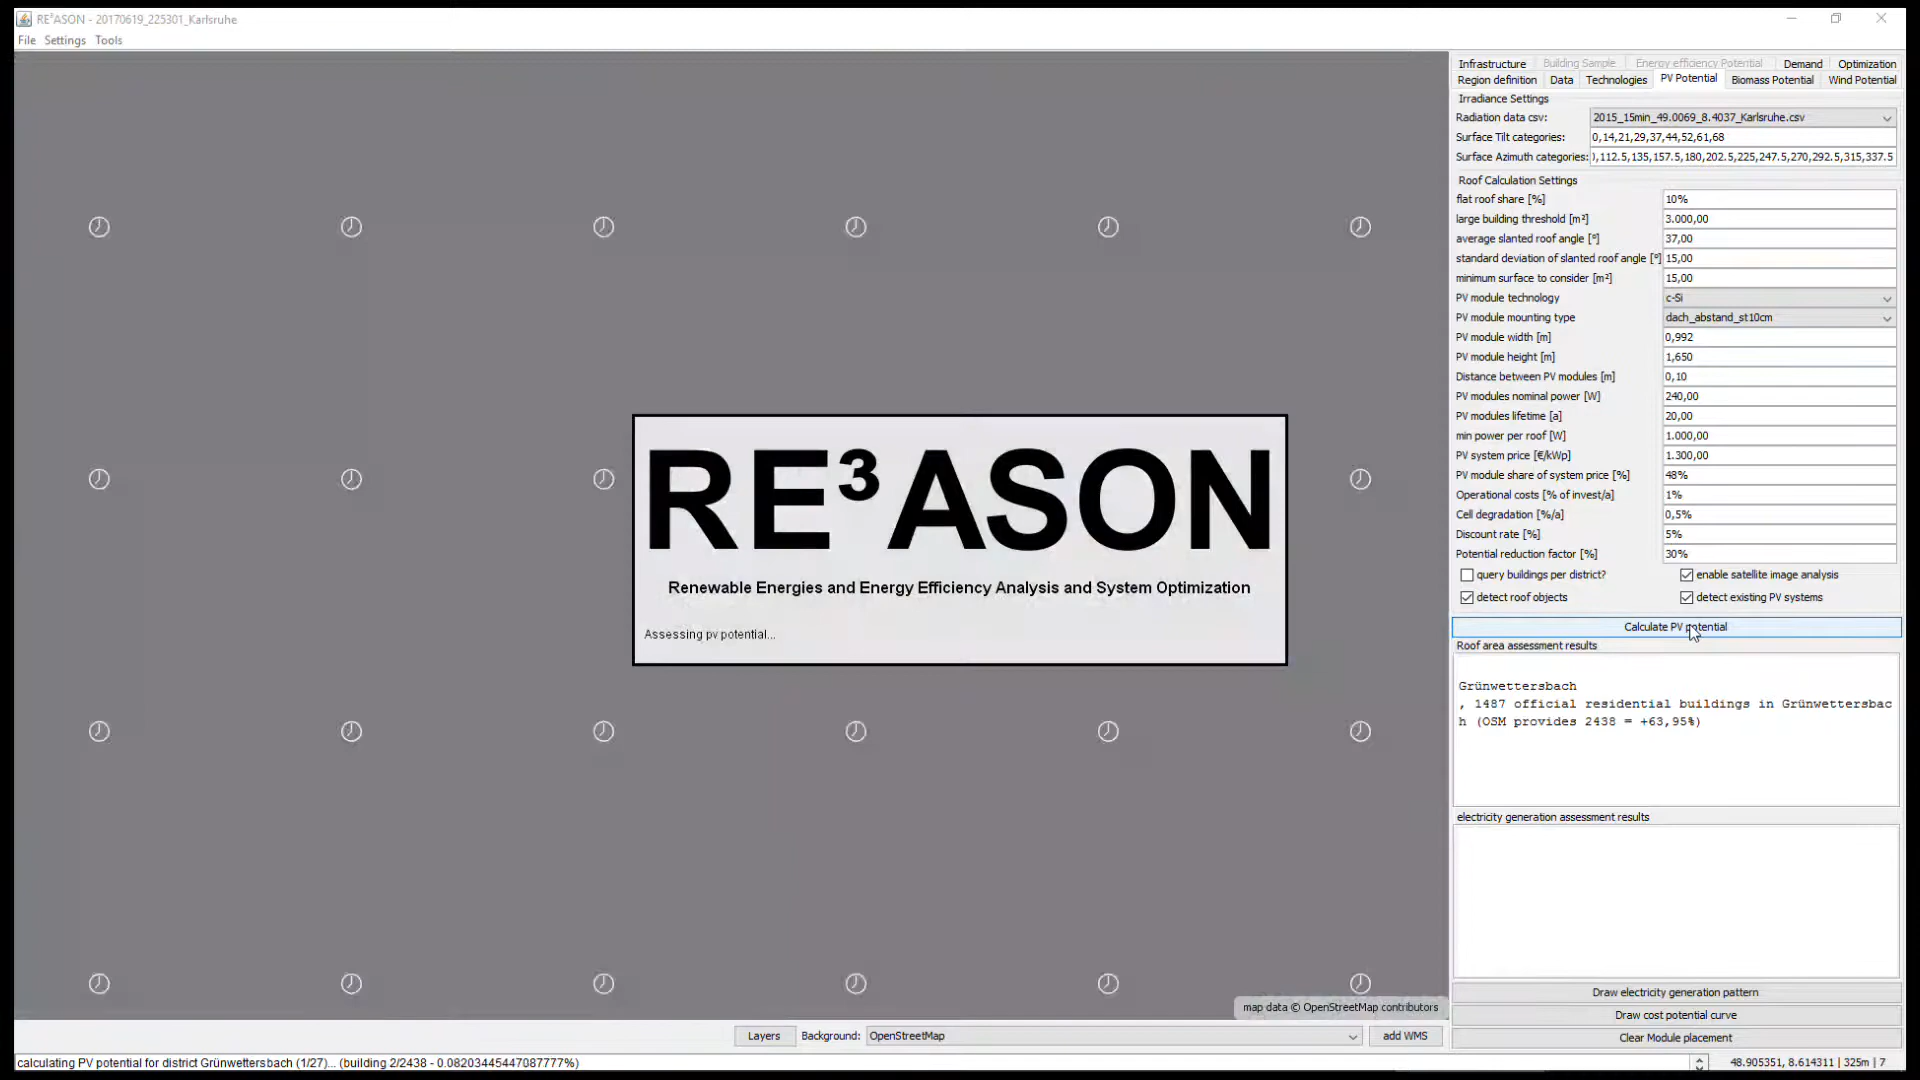 RE³ASON - 20170619_225301_Karlsruhe
File Settings Tools
Infrastructure Building Sample Energy efficiency Potential Demand Optimization
Region definition Data Technologies PV Potential Biomass Potential Wind Potential
Irradiance Settings
Radiation data csv: 2015_15min_49.0069_8.4037_Karlsruhe.csv
Surface Tilt categories: 0,14,21,29,37,44,52,61,68
Surface Azimuth categories: ),112.5,135,157.5,180,202.5,225,247.5,270,292.5,315,337.5
Roof Calculation Settings
flat roof share [%] 10%
large building threshold [m²] 3.000,00
average slanted roof angle [°] 37,00
standard deviation of slanted roof angle [°] 15,00
minimum surface to consider [m²] 15,00
PV module technology c-Si
PV module mounting type dach_abstand_st10cm
PV module width [m] 0,992
PV module height [m] 1,650
Distance between PV modules [m] 0,10
PV modules nominal power [W] 240,00
PV modules lifetime [a] 20,00
min power per roof [W] 1.000,00
PV system price [€/kWp] 1.300,00
PV module share of system price [%] 48%
Operational costs [% of invest/a] 1%
Cell degradation [%/a] 0,5%
Discount rate [%] 5%
Potential reduction factor [%] 30%
query buildings per district? enable satellite image analysis
detect roof objects detect existing PV systems
Calculate PV potential
Roof area assessment results
Grünwettersbach
, 1487 official residential buildings in Grünwettersbac
h (OSM provides 2438 = +63,95%)
electricity generation assessment results
Draw electricity generation pattern
Draw cost potential curve
Clear Module placement
RE³ASON
Renewable Energies and Energy Efficiency Analysis and System Optimization
Assessing pv potential...
map data © OpenStreetMap contributors
Layers Background: OpenStreetMap add WMS
calculating PV potential for district Grünwettersbach (1/27)... (building 2/2438 - 0.08203445447087777%) 48.905351, 8.614311 | 325m | 7